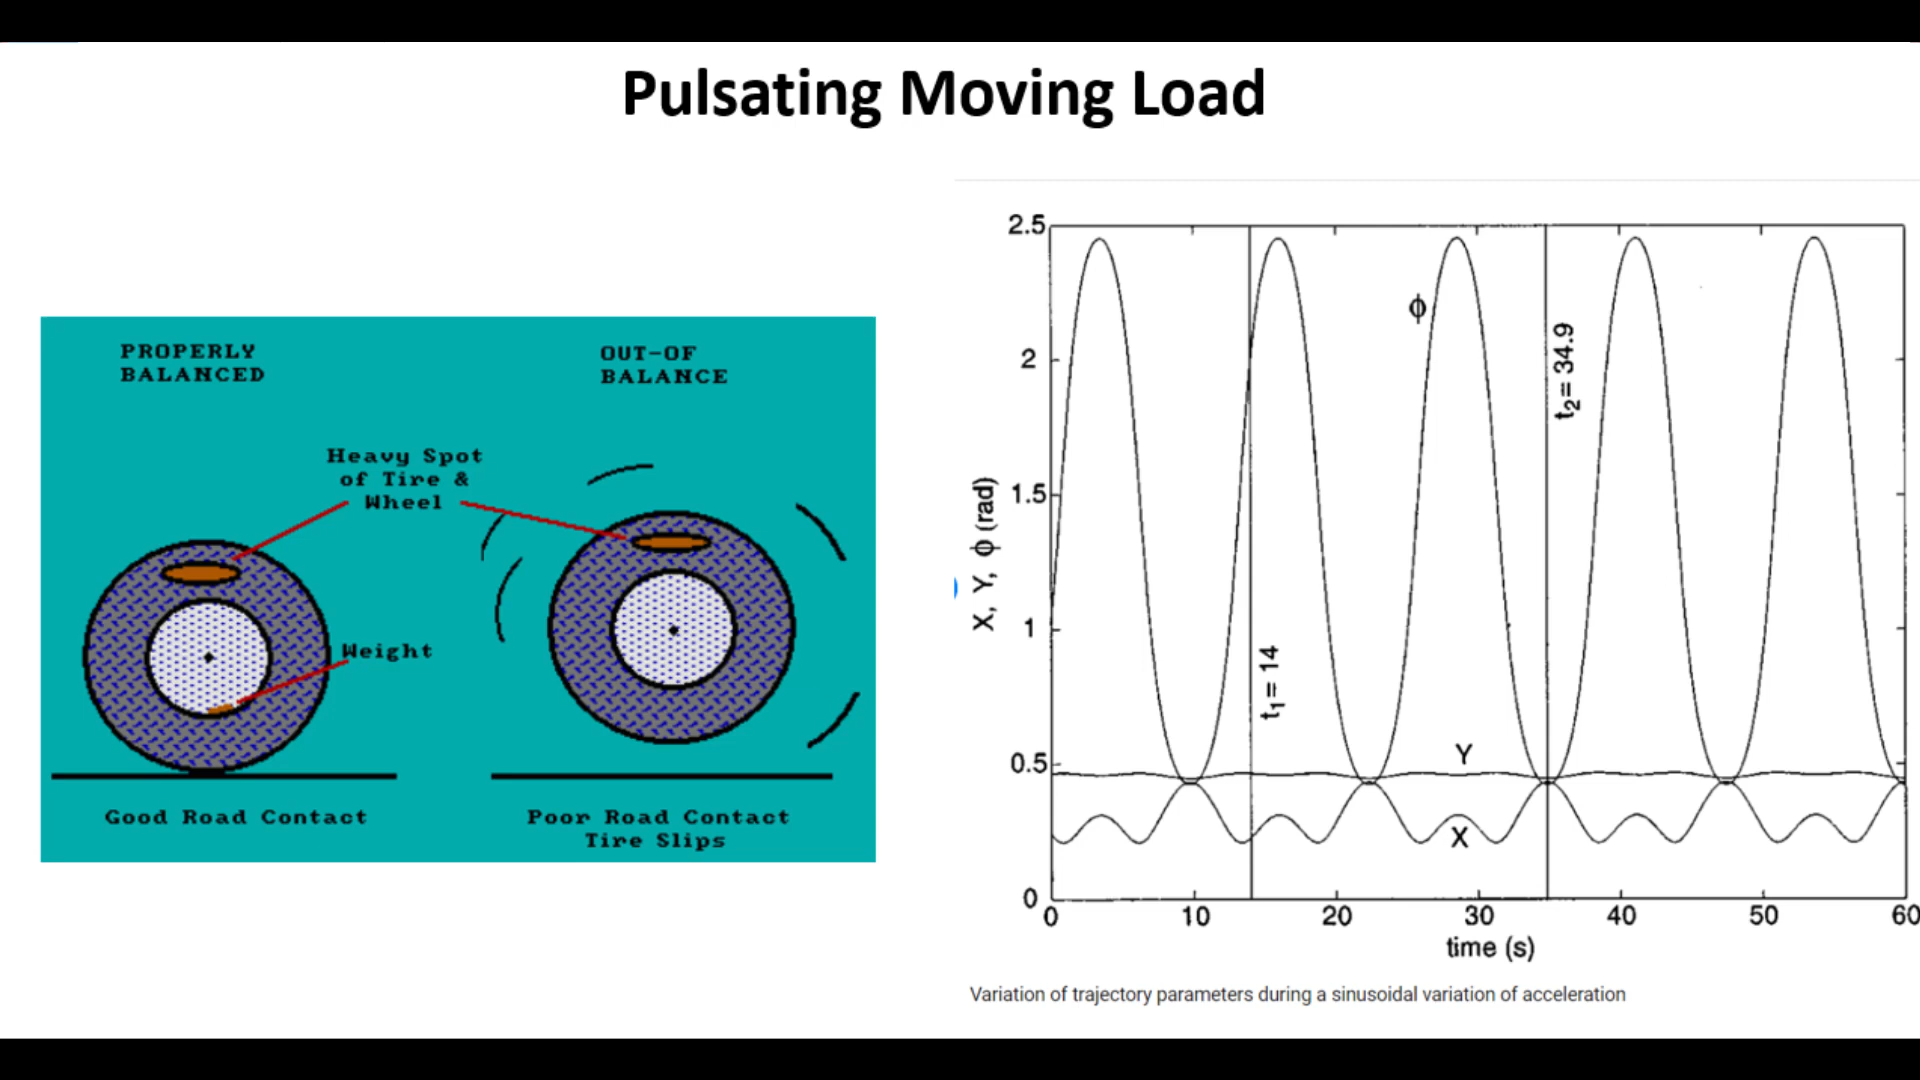 Pulsating Moving Load
PROPERLY
BALANCED
OUT-OF
BALANCE
Heavy Spot
of Tire &
Wheel
Weight
Good Road Contact
Poor Road Contact
Tire Slips
2.5
2
1.5
1
0.5
0
X, Y, ϕ (rad)
ϕ
t₂= 34.9
t₁= 14
Y
X
0 10 20 30 40 50 60
time (s)
Variation of trajectory parameters during a sinusoidal variation of acceleration